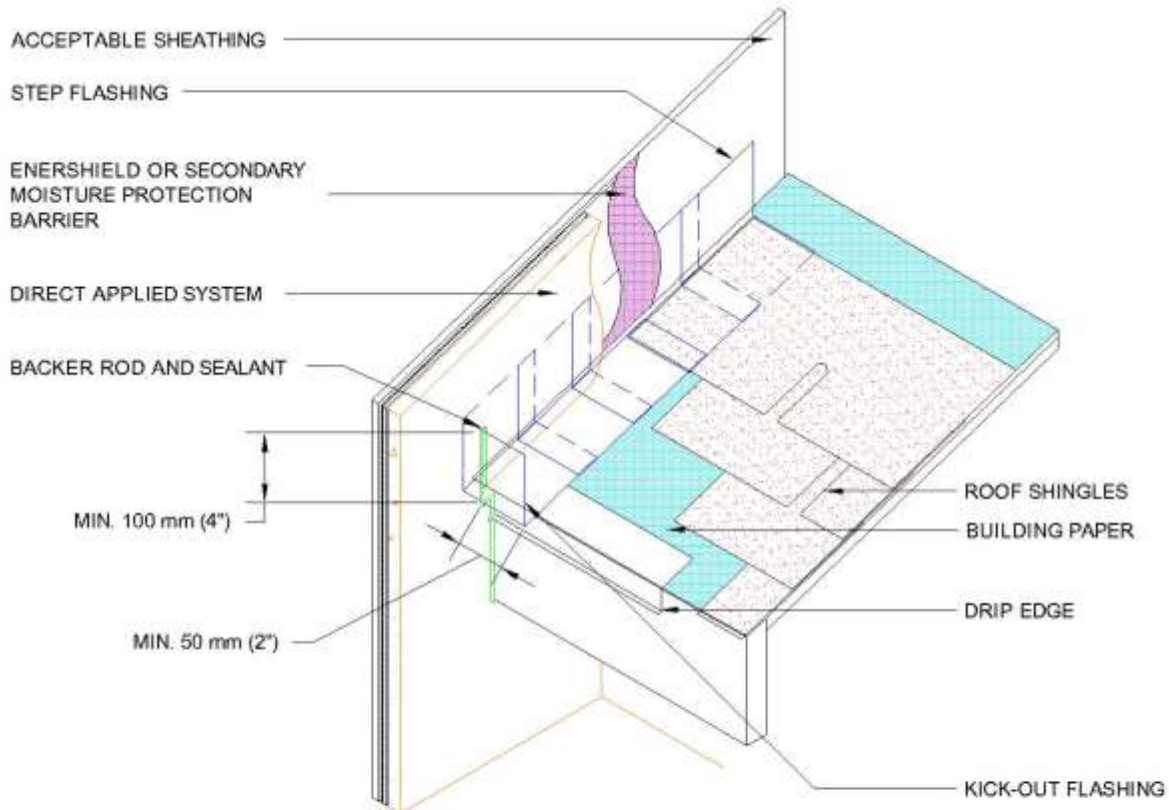 ACCEPTABLE SHEATHING
STEP FLASHING
ENERSHIELD OR SECONDARY
MOISTURE PROTECTION
BARRIER
DIRECT APPLIED SYSTEM
BACKER ROD AND SEALANT
MIN. 100 mm (4")
MIN. 50 mm (2")
ROOF SHINGLES
BUILDING PAPER
DRIP EDGE
KICK-OUT FLASHING